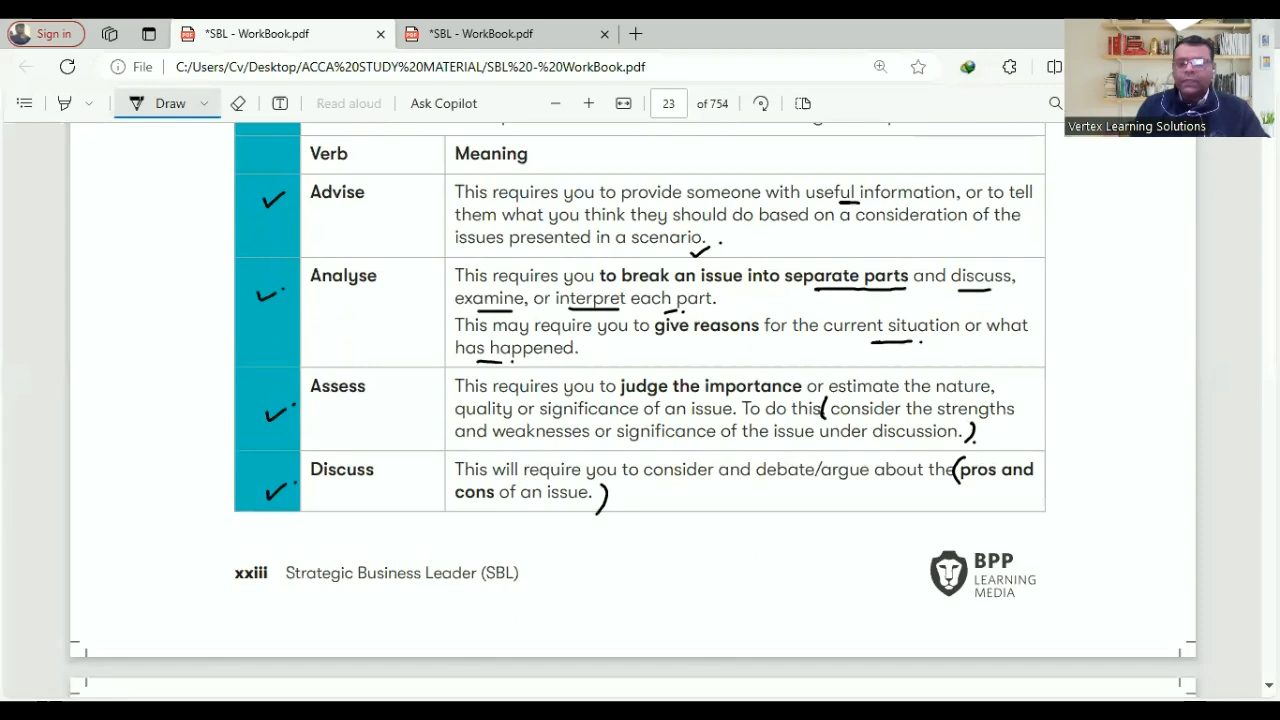 Sign in
*SBL - WorkBook.pdf
*SBL - WorkBook.pdf
File
C:/Users/Cv/Desktop/ACCA%20STUDY%20MATERIAL/SBL%20-%20WorkBook.pdf
Draw
Read aloud
Ask Copilot
23
of 754
Vertex Learning Solutions
Verb
Meaning
Advise
This requires you to provide someone with useful information, or to tell
them what you think they should do based on a consideration of the
issues presented in a scenario.
Analyse
This requires you to break an issue into separate parts and discuss,
examine, or interpret each part.
This may require you to give reasons for the current situation or what
has happened.
Assess
This requires you to judge the importance or estimate the nature,
quality or significance of an issue. To do this consider the strengths
and weaknesses or significance of the issue under discussion.
Discuss
This will require you to consider and debate/argue about the pros and
cons of an issue.
xxiii Strategic Business Leader (SBL)
BPP
LEARNING
MEDIA